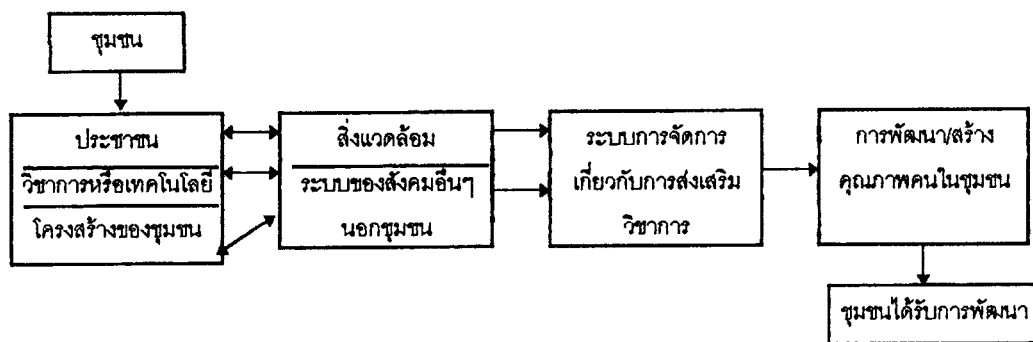 ชุมชน
ประชาชน
วิชาการหรือเทคโนโลยี
โครงสร้างของชุมชน
สิ่งแวดล้อม
ระบบของสังคมอื่นๆ
นอกชุมชน
ระบบการจัดการ
เกี่ยวกับการส่งเสริม
วิชาการ
การพัฒนา/สร้าง
คุณภาพคนในชุมชน
ชุมชนได้รับการพัฒนา